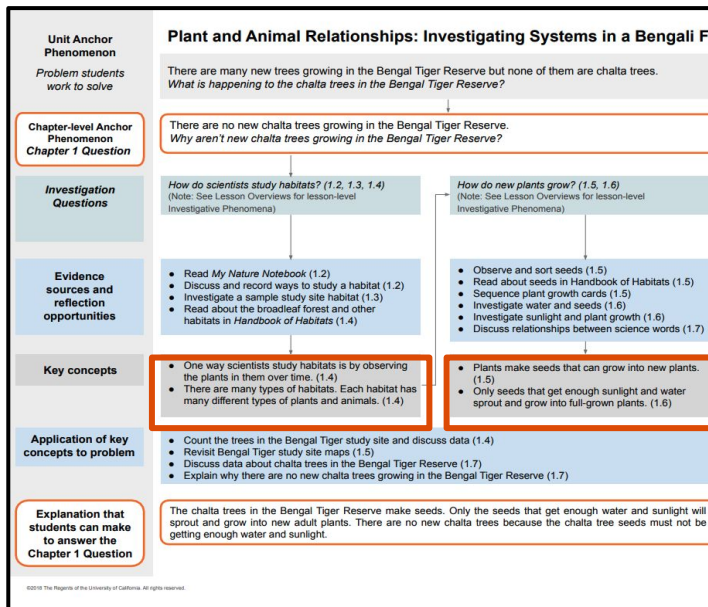 Unit Anchor
Phenomenon
Problem students
work to solve
Plant and Animal Relationships: Investigating Systems in a Bengali F
There are many new trees growing in the Bengal Tiger Reserve but none of them are chalta trees.
What is happening to the chalta trees in the Bengal Tiger Reserve?
Chapter-level Anchor
Phenomenon
Chapter 1 Question
There are no new chalta trees growing in the Bengal Tiger Reserve.
Why aren't new chalta trees growing in the Bengal Tiger Reserve?
Investigation
Questions
How do scientists study habitats? (1.2, 1.3, 1.4)
(Note: See Lesson Overviews for lesson-level
Investigative Phenomena)
How do new plants grow? (1.5, 1.6)
(Note: See Lesson Overviews for lesson-level
Investigative Phenomena)
Evidence
sources and
reflection
opportunities
● Read My Nature Notebook (1.2)
● Discuss and record ways to study a habitat (1.2)
● Investigate a sample study site habitat (1.3)
● Read about the broadleaf forest and other
habitats in Handbook of Habitats (1.4)
● Observe and sort seeds (1.5)
● Read about seeds in Handbook of Habitats (1.5)
● Sequence plant growth cards (1.5)
● Investigate water and seeds (1.6)
● Investigate sunlight and plant growth (1.6)
● Discuss relationships between science words (1.7)
Key concepts
● One way scientists study habitats is by observing
the plants in them over time. (1.4)
● There are many types of habitats. Each habitat has
many different types of plants and animals. (1.4)
● Plants make seeds that can grow into new plants.
(1.5)
● Only seeds that get enough sunlight and water
sprout and grow into full-grown plants. (1.6)
Application of key
concepts to problem
● Count the trees in the Bengal Tiger study site and discuss data (1.4)
● Revisit Bengal Tiger study site maps (1.5)
● Discuss data about chalta trees in the Bengal Tiger Reserve (1.7)
● Explain why there are no new chalta trees growing in the Bengal Tiger Reserve (1.7)
Explanation that
students can make
to answer the
Chapter 1 Question
The chalta trees in the Bengal Tiger Reserve make seeds. Only the seeds that get enough water and sunlight will
sprout and grow into new adult plants. There are no new chalta trees because the chalta tree seeds must not be
getting enough water and sunlight.
©2018 The Regents of the University of California. All rights reserved.